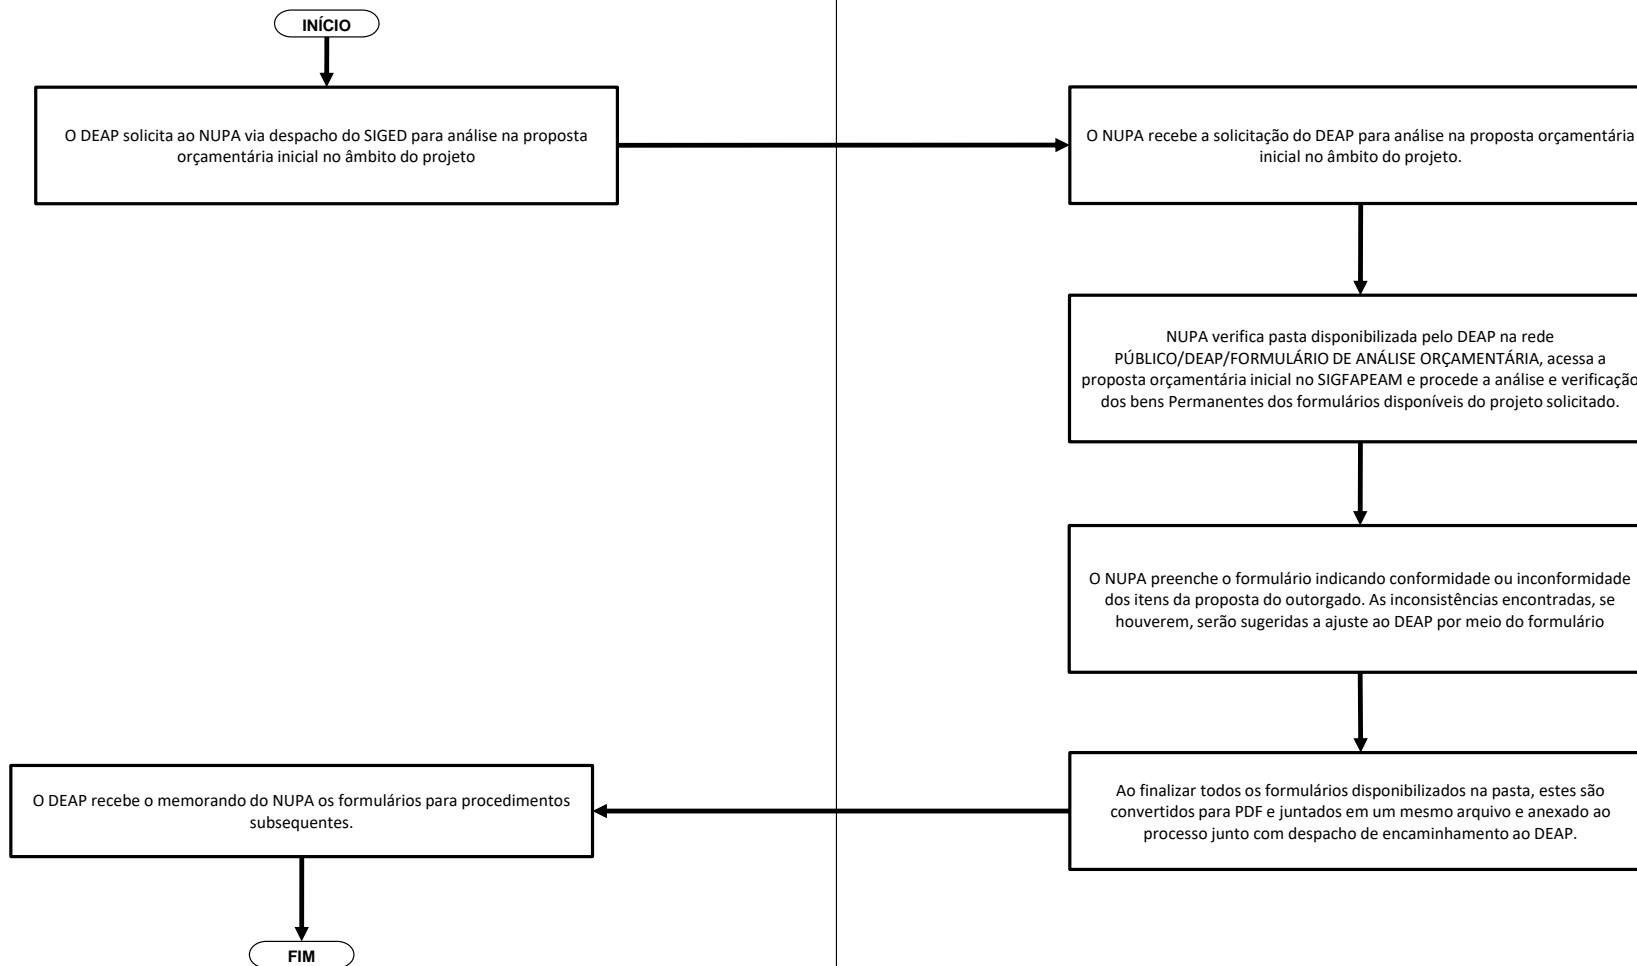 INÍCIO
O DEAP solicita ao NUPA via despacho do SIGED para análise na proposta
orçamentária inicial no âmbito do projeto
O NUPA recebe a solicitação do DEAP para análise na proposta orçamentária
inicial no âmbito do projeto.
NUPA verifica pasta disponibilizada pelo DEAP na rede
PÚBLICO/DEAP/FORMULÁRIO DE ANÁLISE ORÇAMENTÁRIA, acessa a
proposta orçamentária inicial no SIGFAPEAM e procede a análise e verificação
dos bens Permanentes dos formulários disponíveis do projeto solicitado.
O NUPA preenche o formulário indicando conformidade ou inconformidade
dos itens da proposta do outorgado. As inconsistências encontradas, se
houverem, serão sugeridas a ajuste ao DEAP por meio do formulário
Ao finalizar todos os formulários disponibilizados na pasta, estes são
convertidos para PDF e juntados em um mesmo arquivo e anexado ao
processo junto com despacho de encaminhamento ao DEAP.
O DEAP recebe o memorando do NUPA os formulários para procedimentos
subsequentes.
FIM